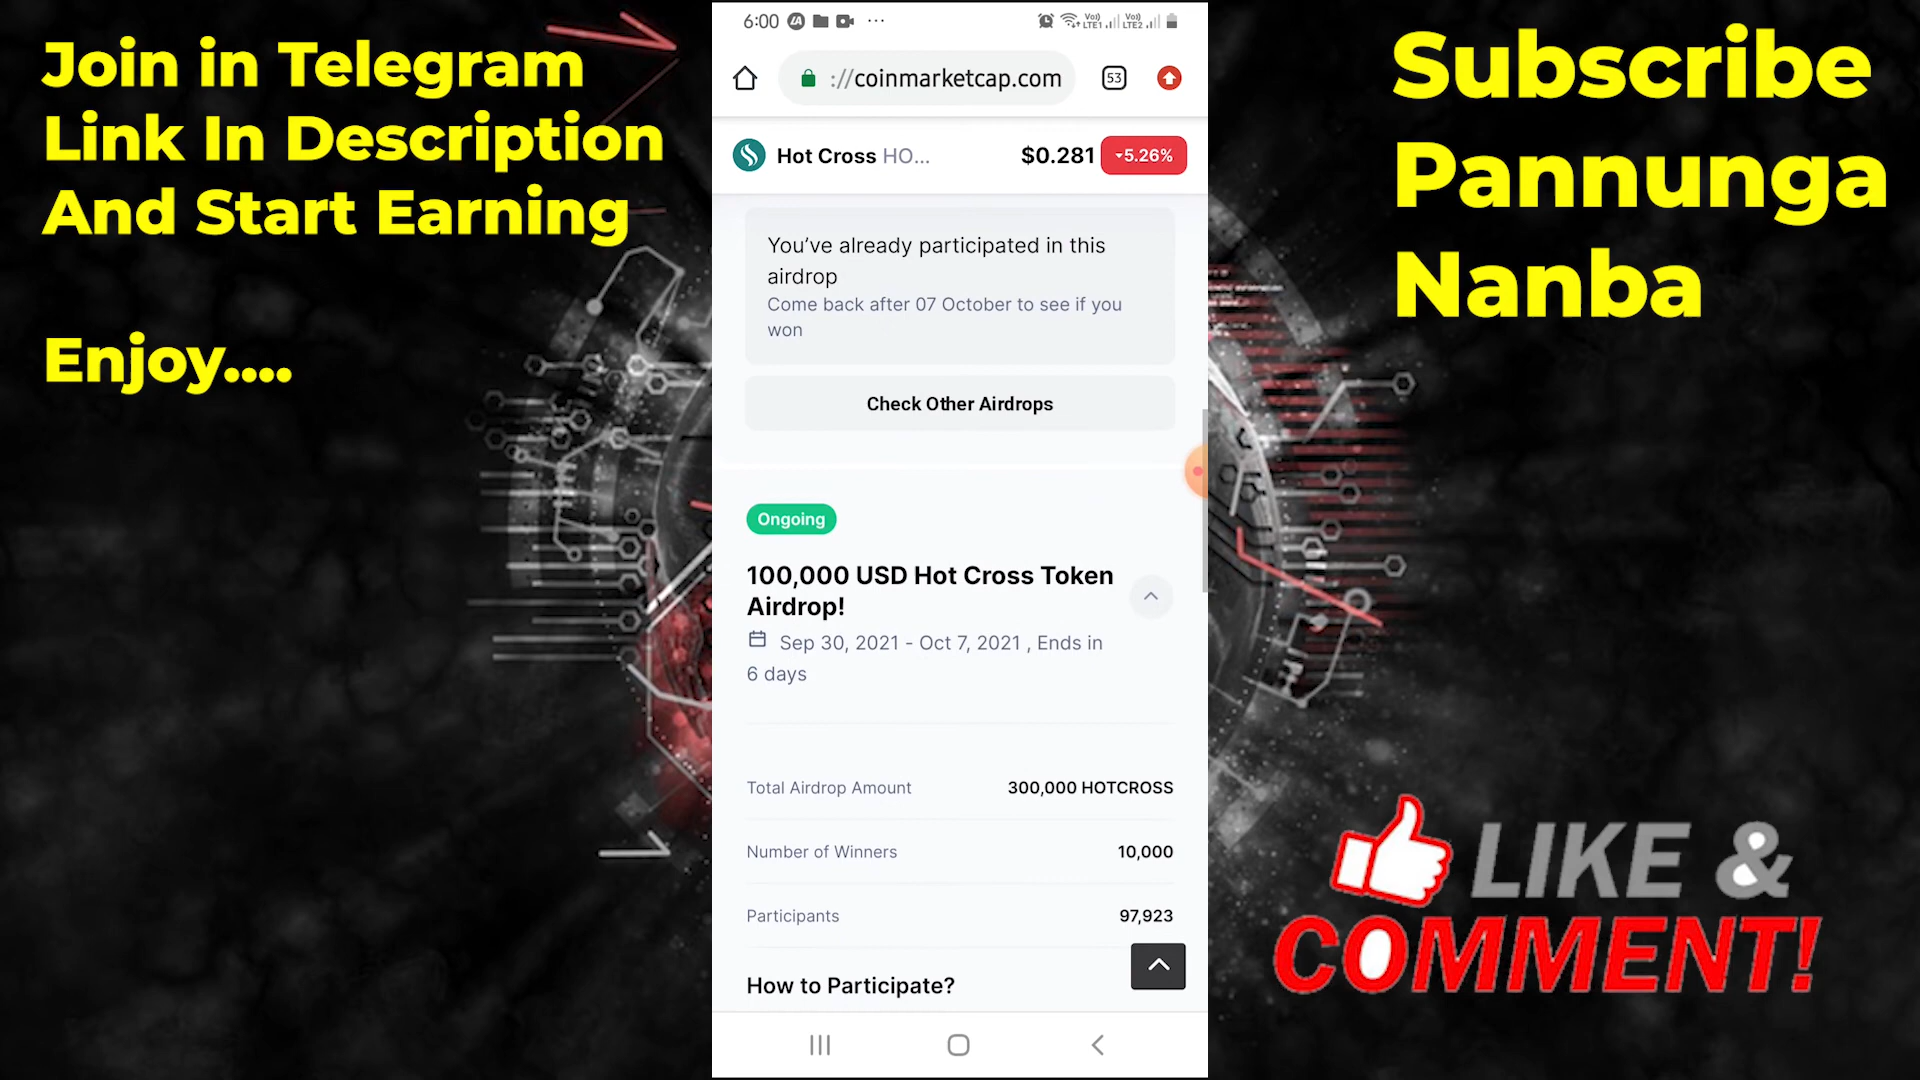 Join in Telegram
Link In Description
And Start Earning
Enjoy....
6:00
Vo) LTE1
Vo) LTE2
://coinmarketcap.com
53
Hot Cross HO...
$0.281
5.26%
You’ve already participated in this
airdrop
Come back after 07 October to see if you
won
Check Other Airdrops
Ongoing
100,000 USD Hot Cross Token
Airdrop!
Sep 30, 2021 - Oct 7, 2021 , Ends in
6 days
Total Airdrop Amount 300,000 HOTCROSS
Number of Winners 10,000
Participants 97,923
How to Participate?
Subscribe
Pannunga
Nanba
LIKE &
COMMENT!